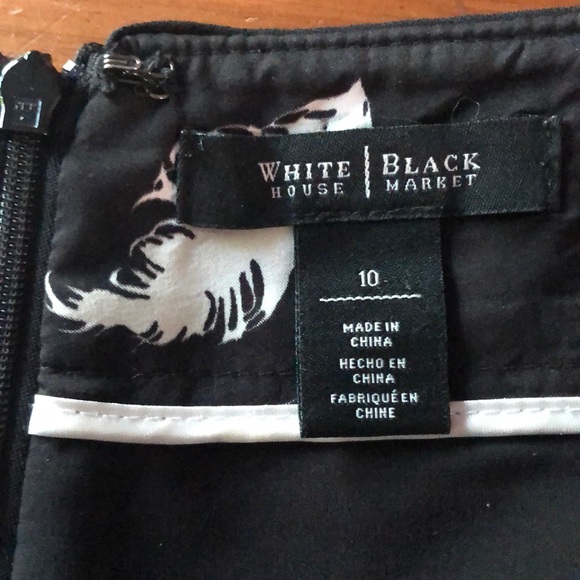 WHITE | BLACK
HOUSE | MARKET
10
MADE IN
CHINA
HECHO EN
CHINA
FABRIQUÉ EN
CHINE